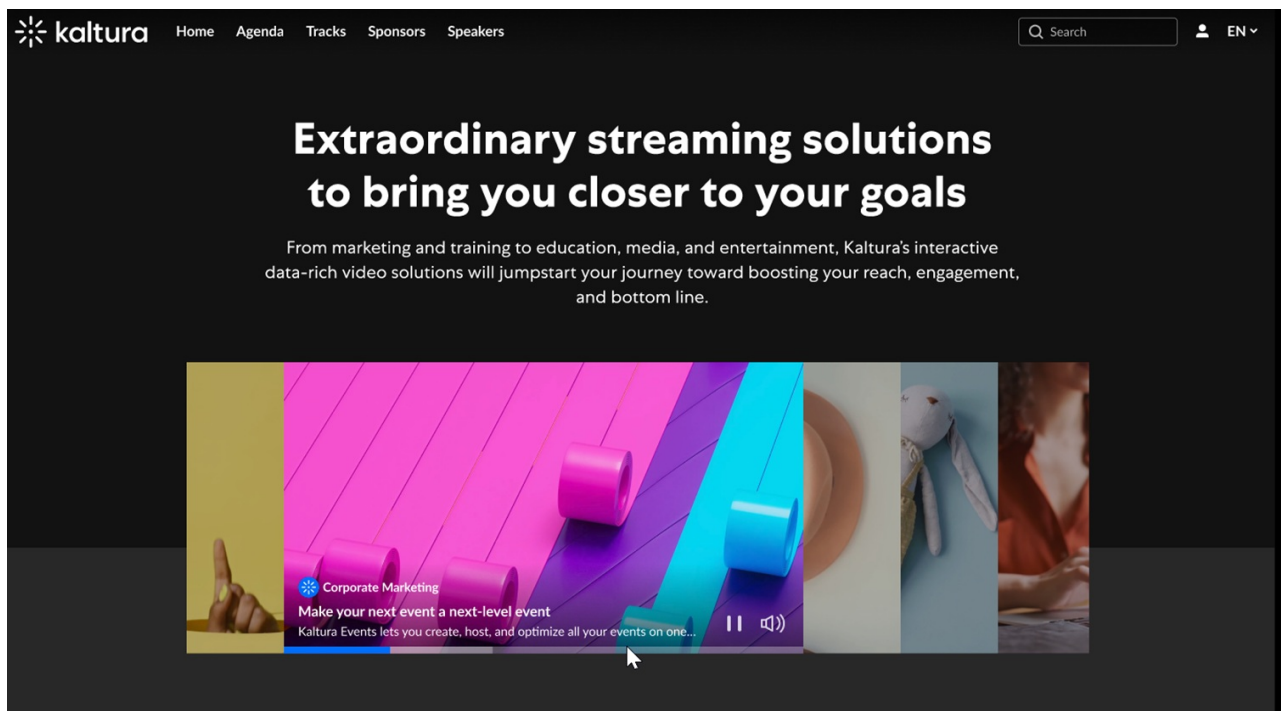 kaltura
Home Agenda Tracks Sponsors Speakers
Search
EN
Extraordinary streaming solutions
to bring you closer to your goals
From marketing and training to education, media, and entertainment, Kaltura's interactive
data-rich video solutions will jumpstart your journey toward boosting your reach, engagement,
and bottom line.
Corporate Marketing
Make your next event a next-level event
Kaltura Events lets you create, host, and optimize all your events on one...